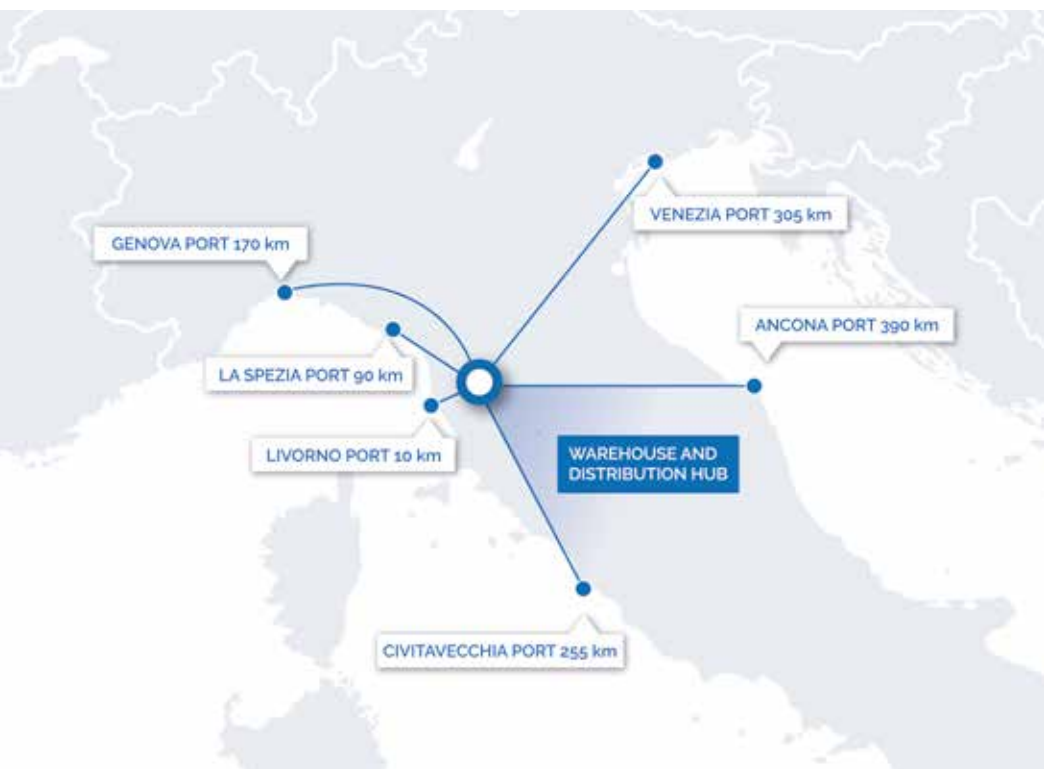 VENEZIA PORT 305 km
GENOVA PORT 170 km
ANCONA PORT 390 km
LA SPEZIA PORT 90 km
LIVORNO PORT 10 km
WAREHOUSE AND
DISTRIBUTION HUB
CIVITAVECCHIA PORT 255 km